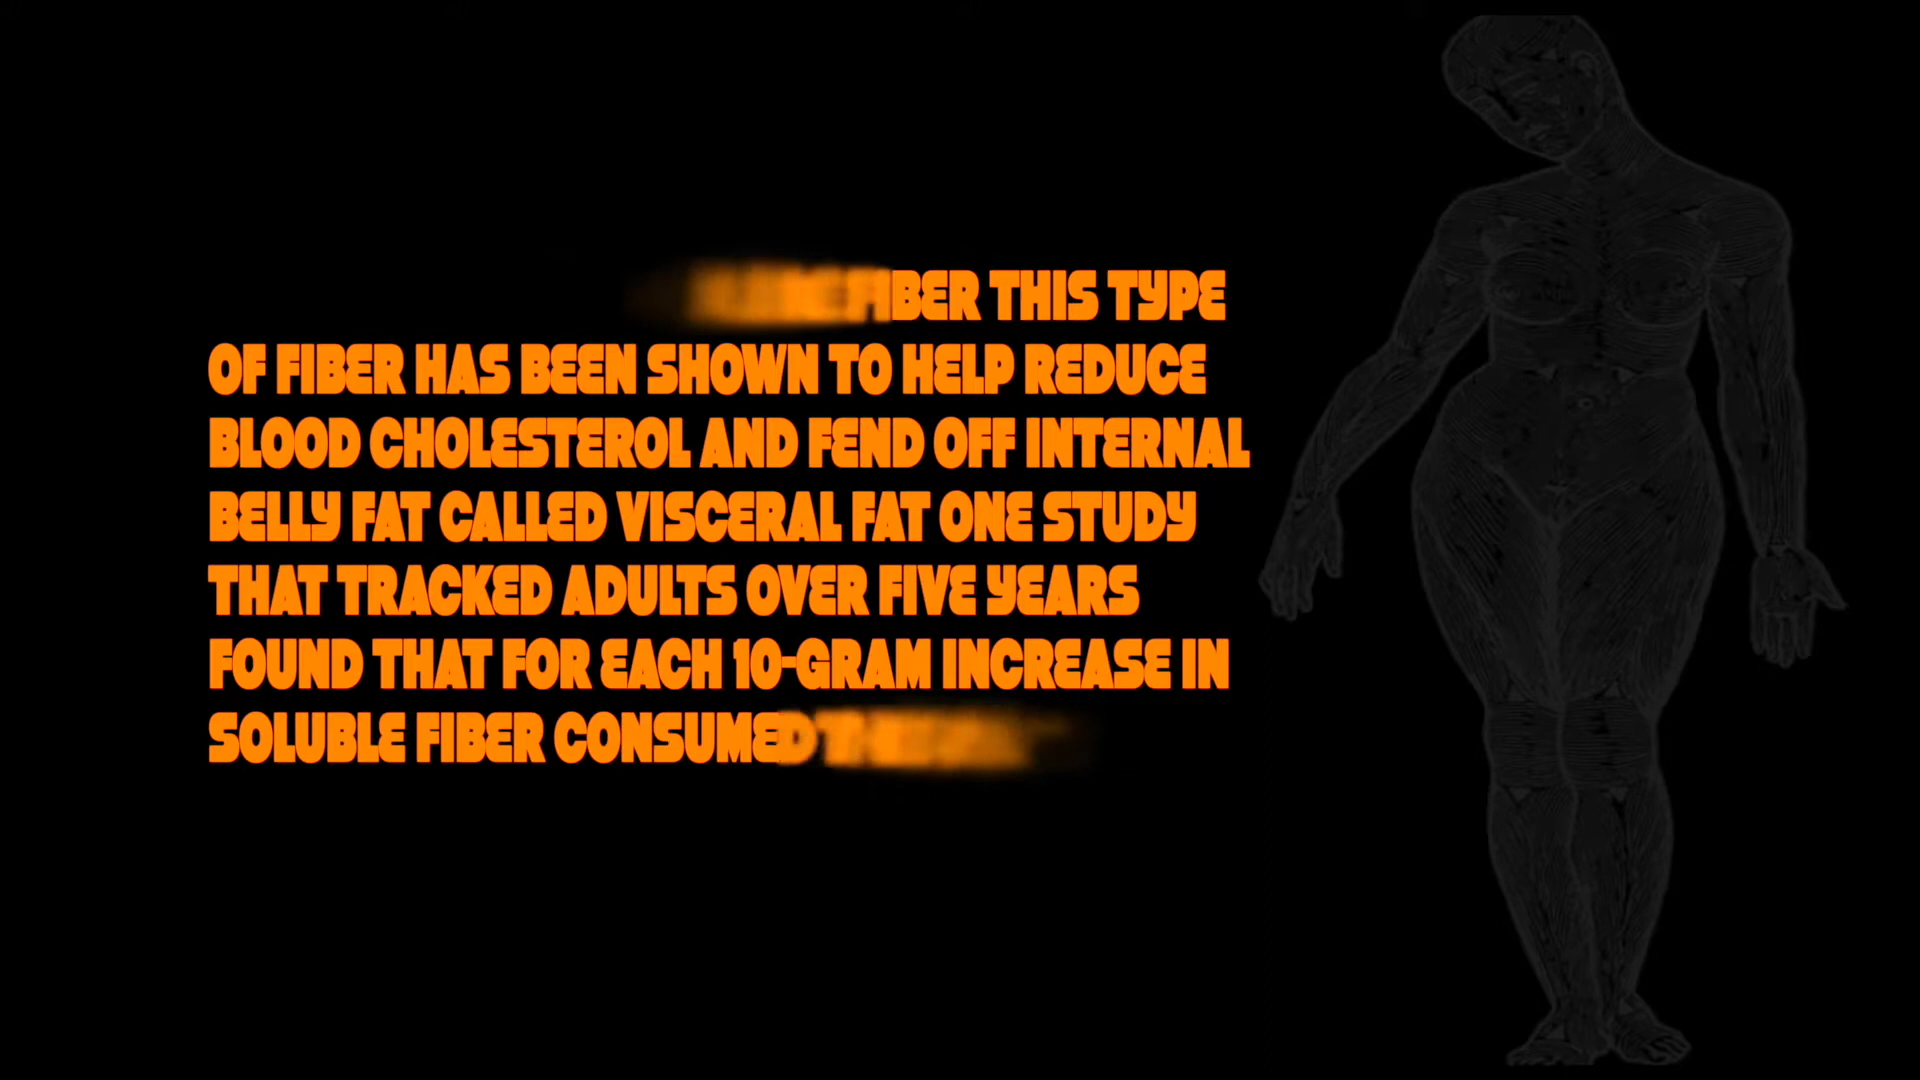 FIBER THIS TYPE
OF FIBER HAS BEEN SHOWN TO HELP REDUCE
BLOOD CHOLESTEROL AND FEND OFF INTERNAL
BELLY FAT CALLED VISCERAL FAT ONE STUDY
THAT TRACKED ADULTS OVER FIVE YEARS
FOUND THAT FOR EACH 10-GRAM INCREASE IN
SOLUBLE FIBER CONSUMED